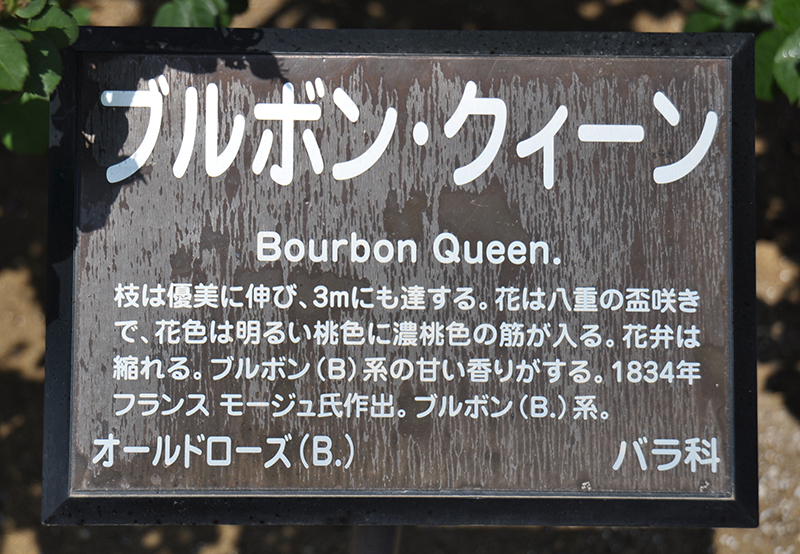 ブルボン・クィーン
Bourbon Queen.
枝は優美に伸び、3mにも達する。花は八重の盃咲き
で、花色は明るい桃色に濃桃色の筋が入る。花弁は
縮れる。ブルボン(B)系の甘い香りがする。1834年
フランス モージュ氏作出。ブルボン(B.)系。
オールドローズ(B.)
バラ科